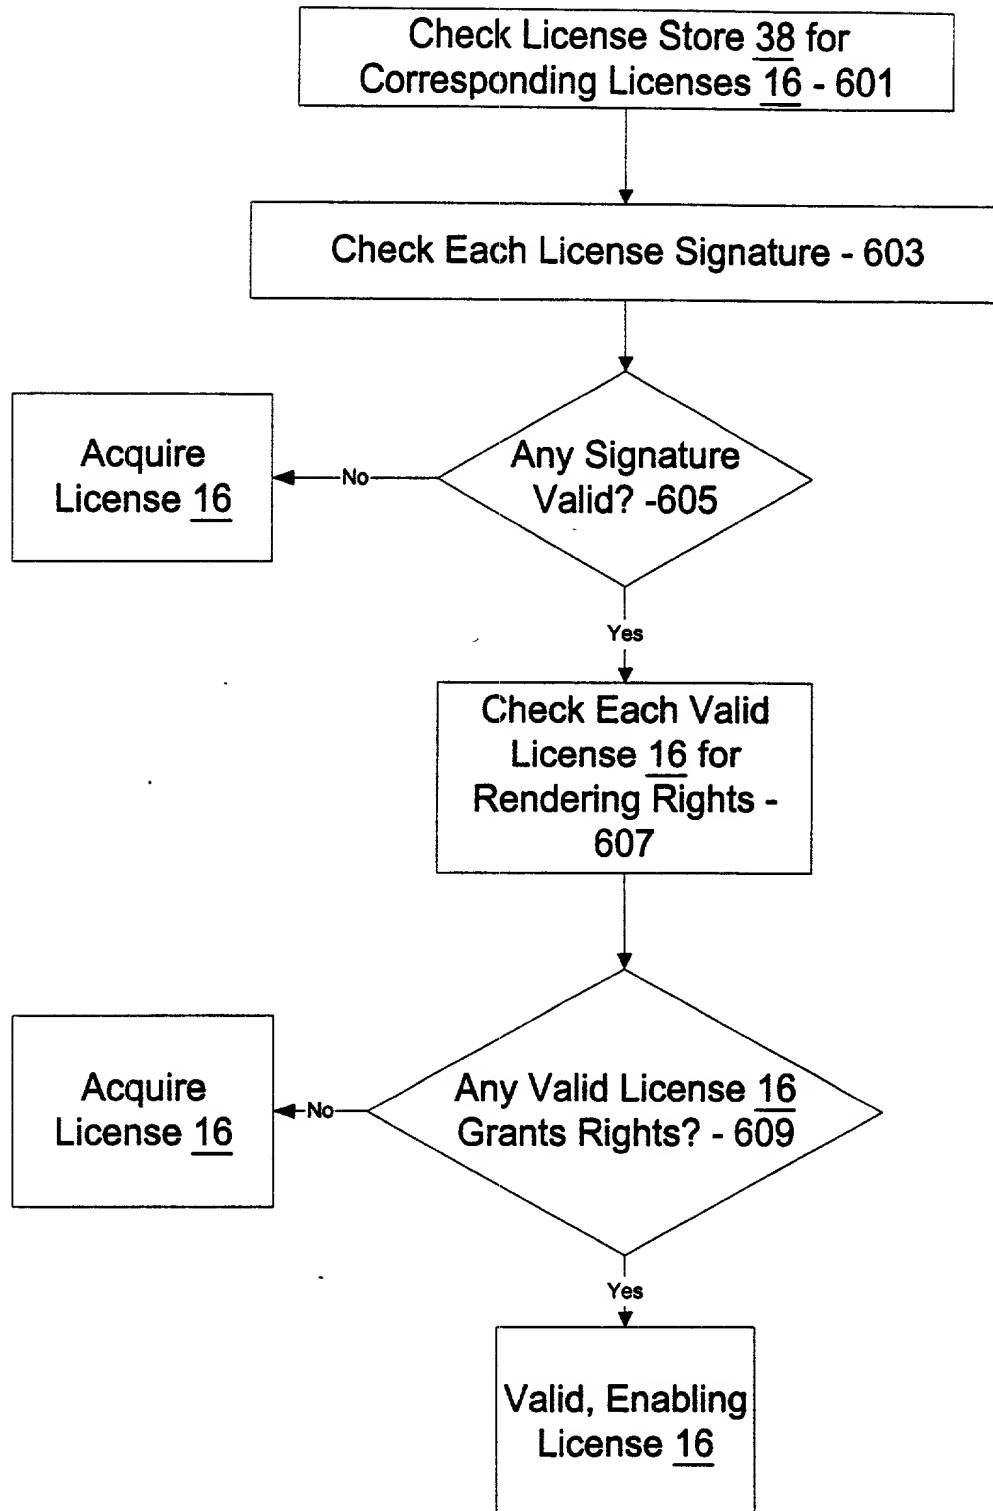 Check License Store 38 for
Corresponding Licenses 16 - 601
Check Each License Signature - 603
Any Signature
Valid? -605
No
Acquire
License 16
Yes
Check Each Valid
License 16 for
Rendering Rights -
607
Any Valid License 16
Grants Rights? - 609
No
Acquire
License 16
Yes
Valid, Enabling
License 16